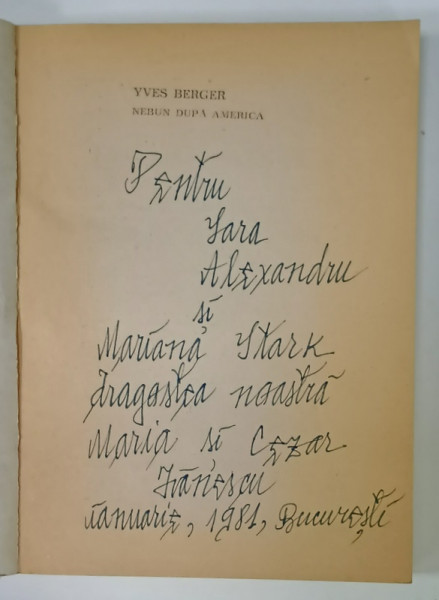 YVES BERGER
NEBUN DUPĂ AMERICA
Pentru
Sara
Alexandru
și
Mariana Stark
dragostea noastră
Maria și Cezar
Ivănescu
ianuarie, 1981, București